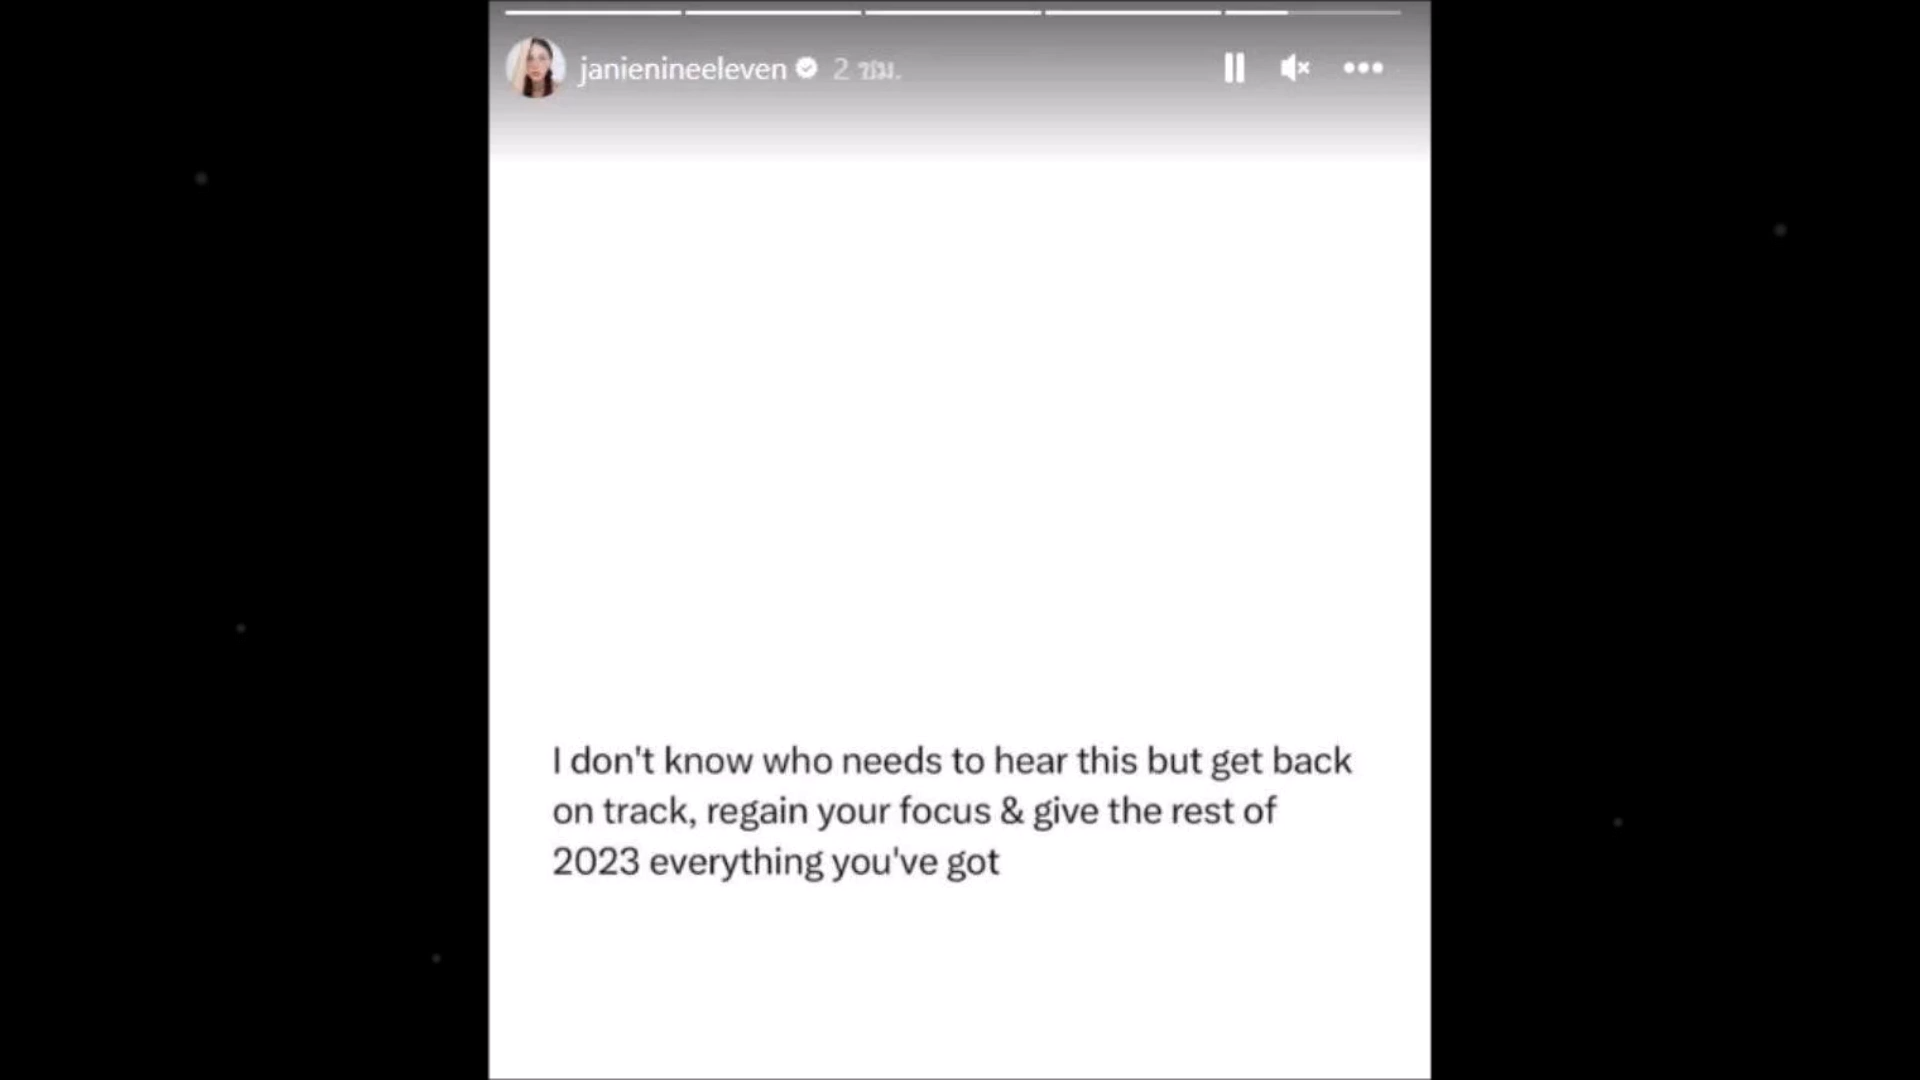 janienineeleven 2 ชม.
I don't know who needs to hear this but get back
on track, regain your focus & give the rest of
2023 everything you've got